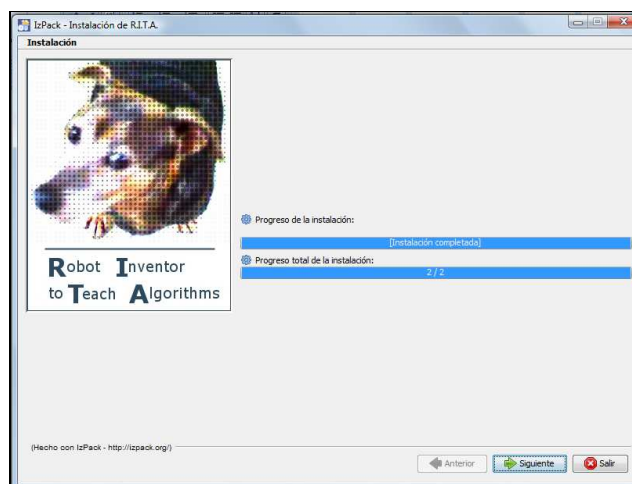 IzPack - Instalación de R.I.T.A.
Instalación
Progreso de la instalación:
[Instalación completada]
Progreso total de la instalación:
2 / 2
Robot Inventor
to Teach Algorithms
(Hecho con IzPack - http://izpack.org/)
Anterior
Siguiente
Salir